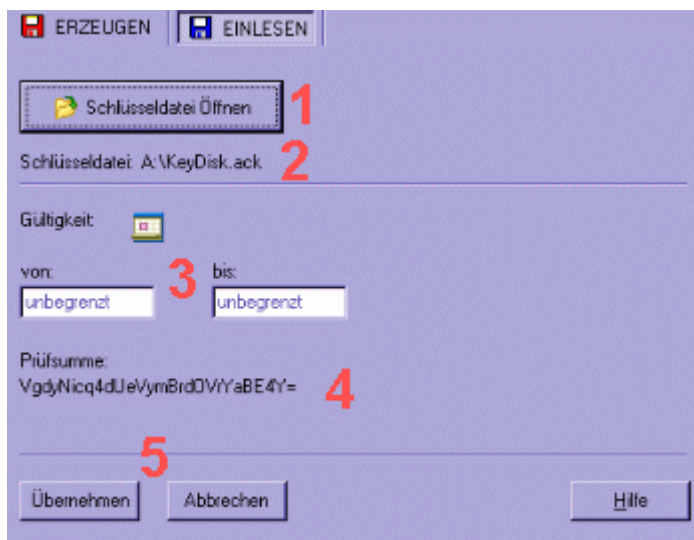 ERZEUGEN EINLESEN
Schlüsseldatei Öffnen 1
Schlüsseldatei: A:\KeyDisk.ack 2
Gültigkeit:
von: bis:
3
unbegrenzt unbegrenzt
Prüfsumme:
VgdyNicq4dUeVymBrdOVrYaBE4Y= 4
5
Übernehmen Abbrechen Hilfe